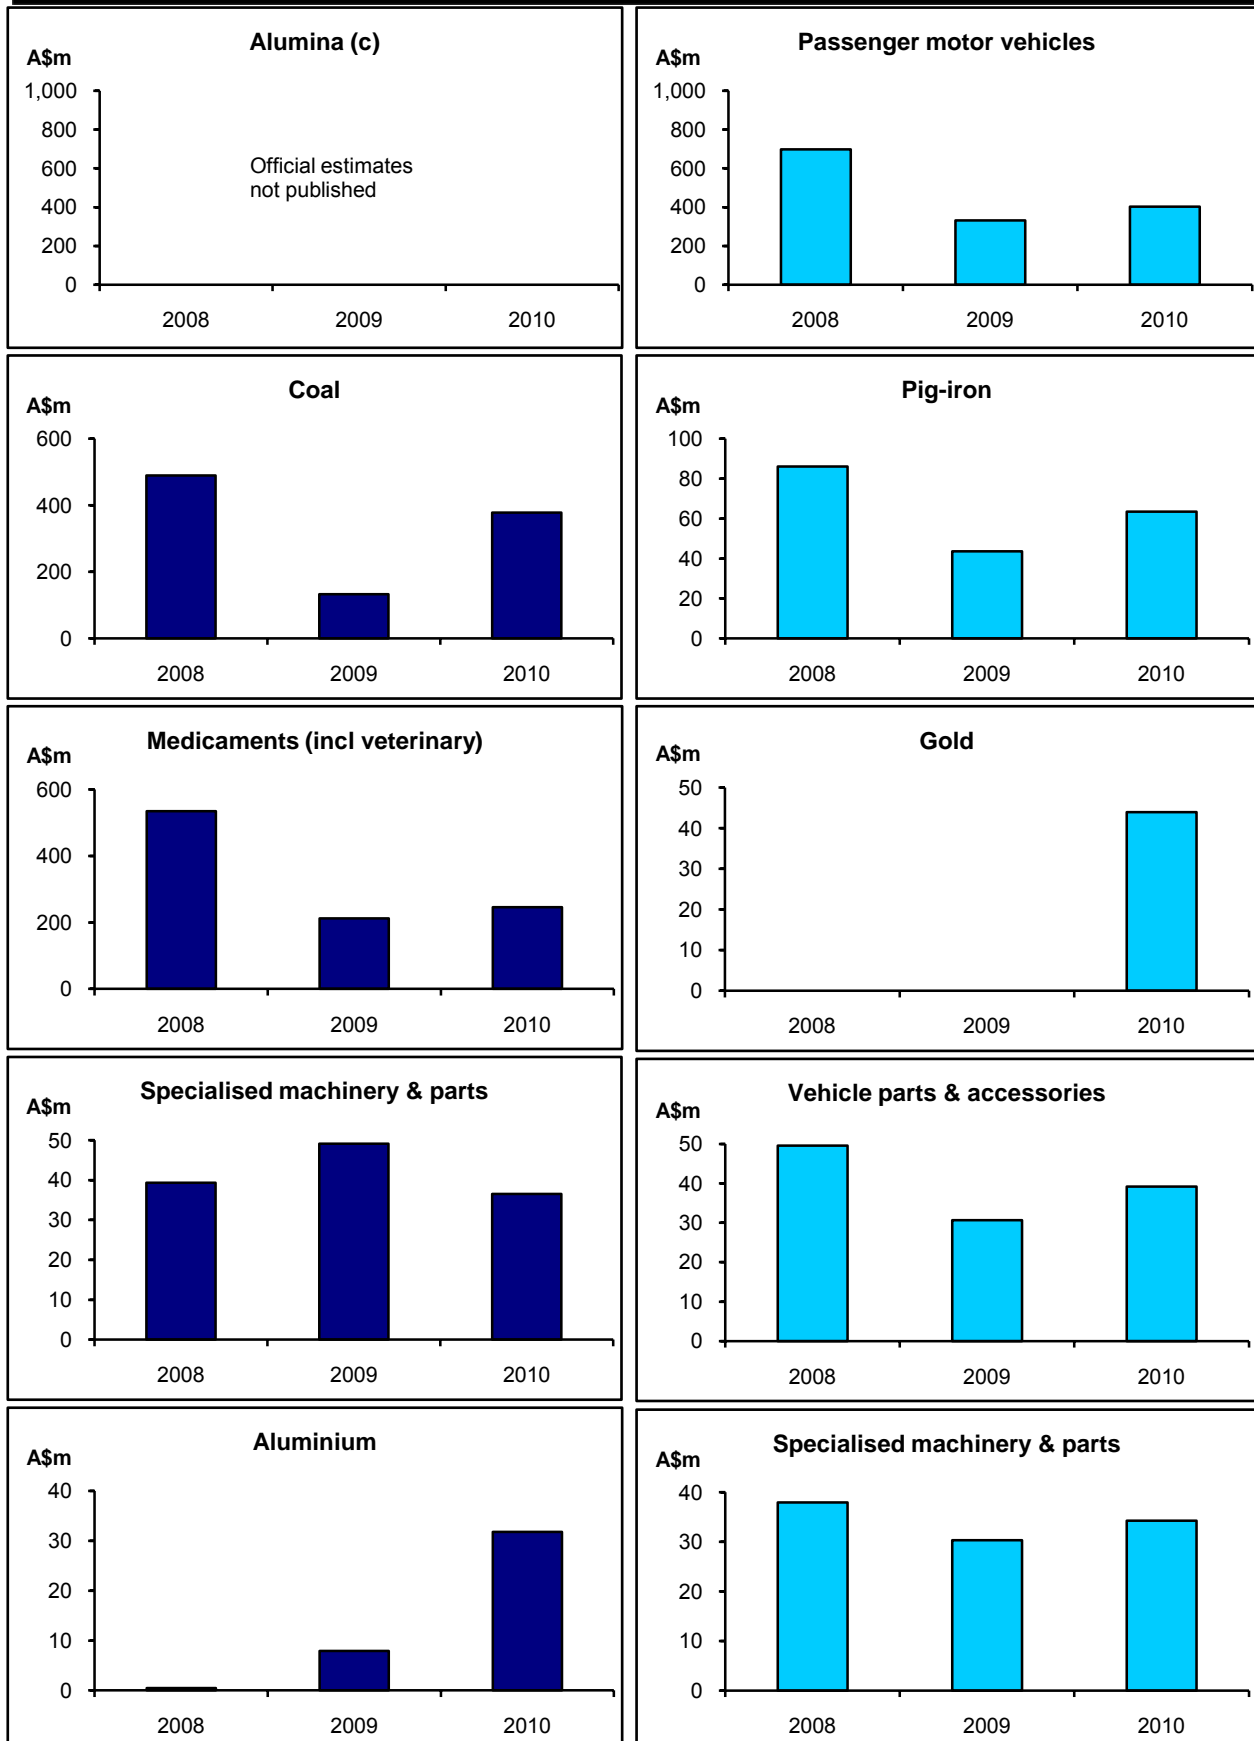 Alumina (c)
A$m
1,000
800
600
400
200
0
Official estimates
not published
2008 2009 2010
Passenger motor vehicles
A$m
1,000
800
600
400
200
0
2008 2009 2010
Coal
A$m
600
400
200
0
2008 2009 2010
Pig-iron
A$m
100
80
60
40
20
0
2008 2009 2010
Medicaments (incl veterinary)
A$m
600
400
200
0
2008 2009 2010
Gold
A$m
50
40
30
20
10
0
2008 2009 2010
Specialised machinery & parts
A$m
50
40
30
20
10
0
2008 2009 2010
Vehicle parts & accessories
A$m
50
40
30
20
10
0
2008 2009 2010
Aluminium
A$m
40
30
20
10
0
2008 2009 2010
Specialised machinery & parts
A$m
40
30
20
10
0
2008 2009 2010